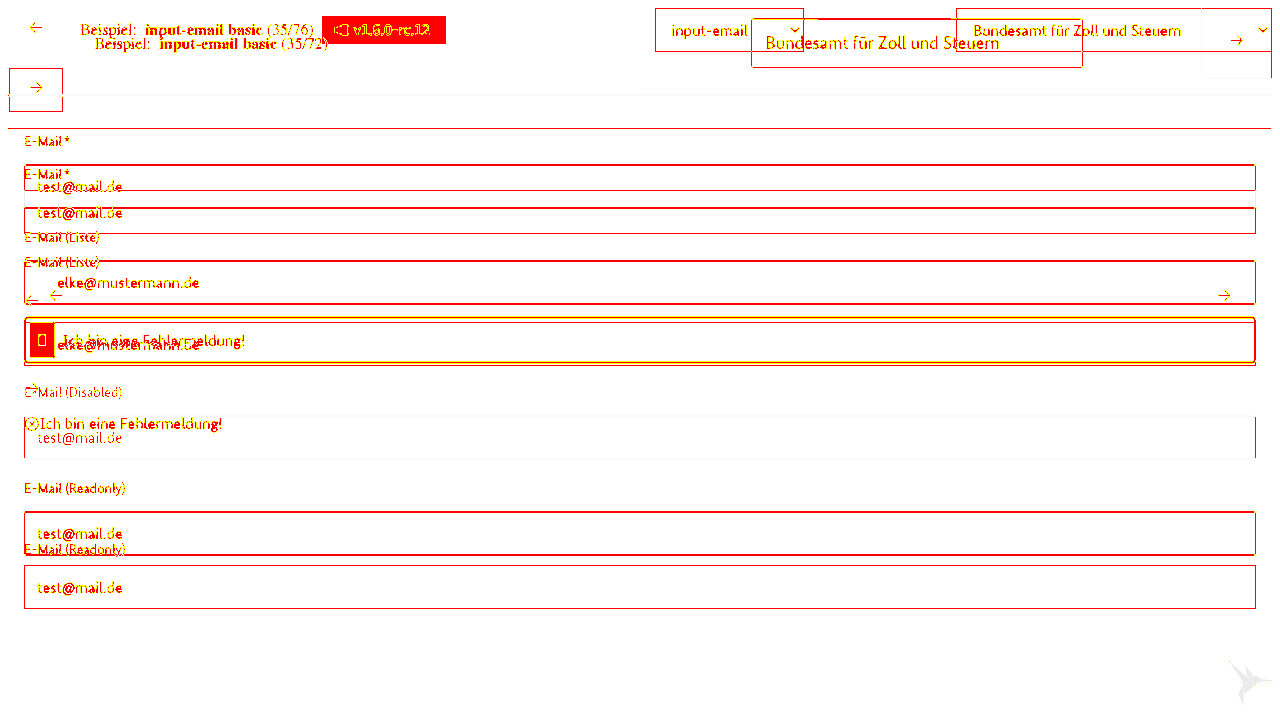 Beispiel: input-email basic (35/76) v1.6.0-rc.12 input-email Bundesamt für Zoll und Steuern
Beispiel: input-email basic (35/72) Bundesamt für Zoll und Steuern
E-Mail *
E-Mail *
test@mail.de
test@mail.de
E-Mail (Liste)
E-Mail (Liste)
elke@mustermann.de
Ich bin eine Fehlermeldung!
elke@mustermann.de
E-Mail (Disabled)
Ich bin eine Fehlermeldung!
test@mail.de
E-Mail (Readonly)
test@mail.de
E-Mail (Readonly)
test@mail.de